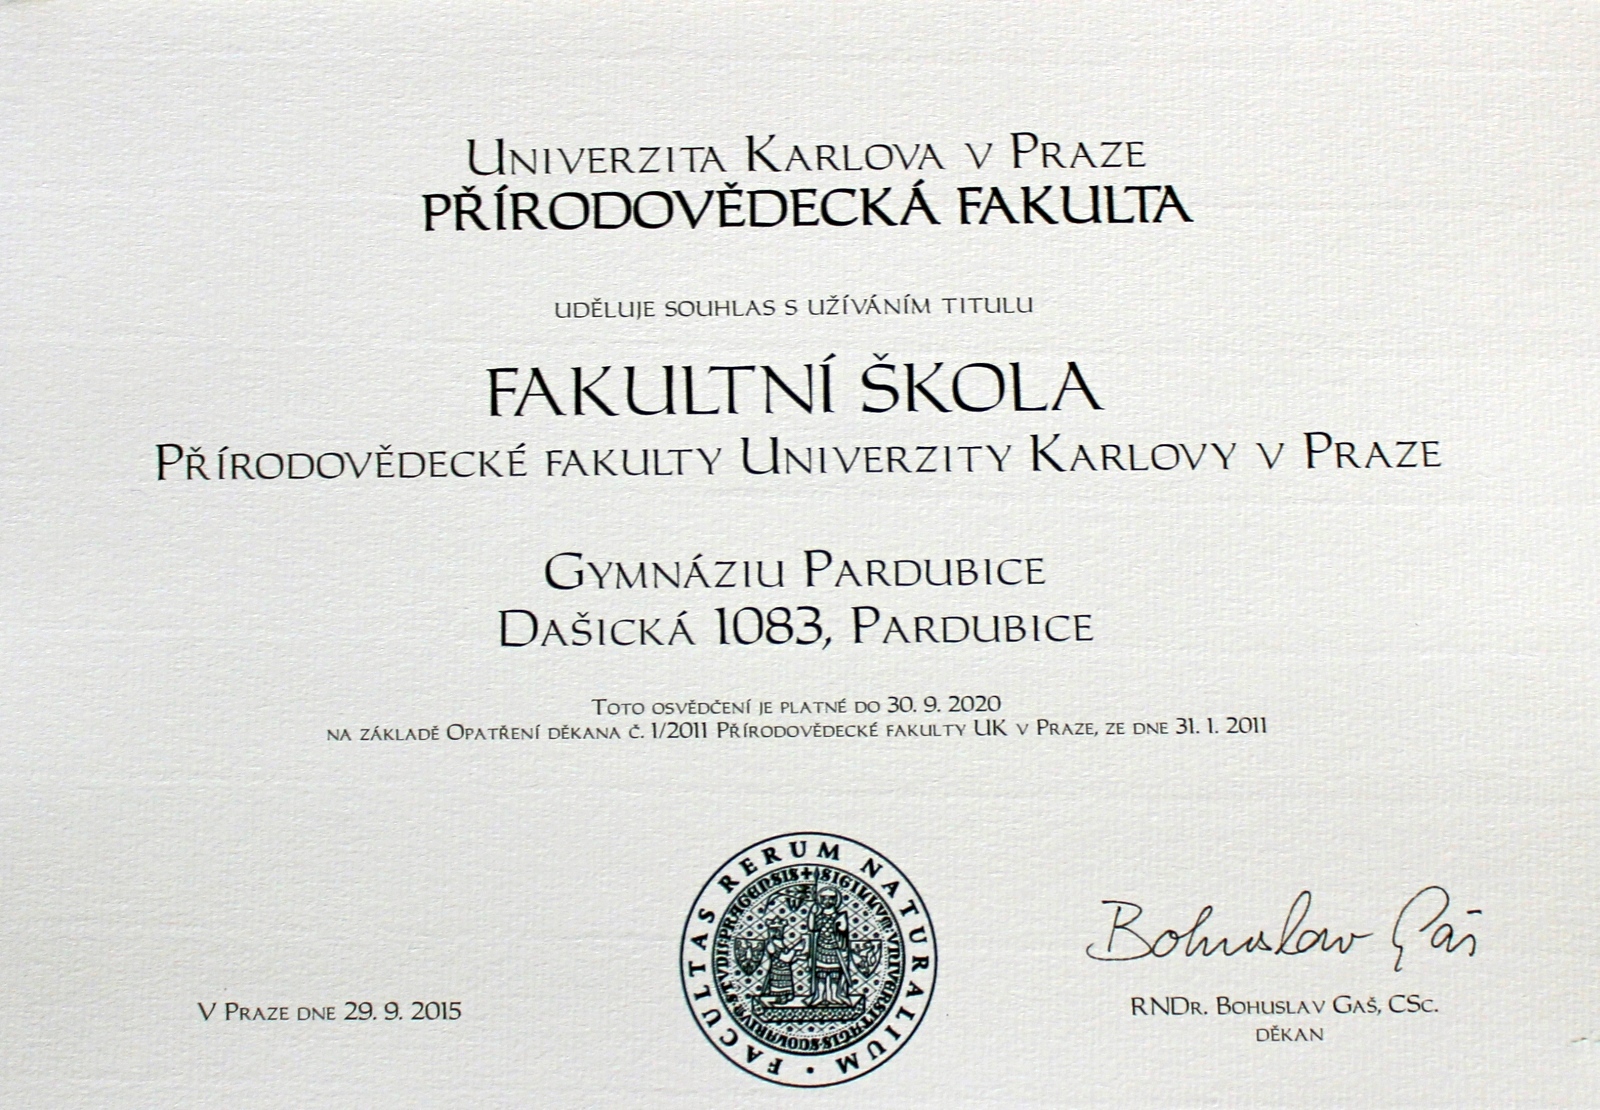 Univerzita Karlova v Praze
PŘÍRODOVĚDECKÁ FAKULTA
uděluje souhlas s užíváním titulu
FAKULTNÍ ŠKOLA
Přírodovědecké fakulty Univerzity Karlovy v Praze
Gymnáziu Pardubice
Dašická 1083, Pardubice
Toto osvědčení je platné do 30. 9. 2020
na základě Opatření děkana č. 1/2011 Přírodovědecké fakulty UK v Praze, ze dne 31. 1. 2011
FACULTAS RERUM NATURALIUM
Bohuslav Gaš
V Praze dne 29. 9. 2015
RNDr. Bohuslav Gaš, CSc.
děkan